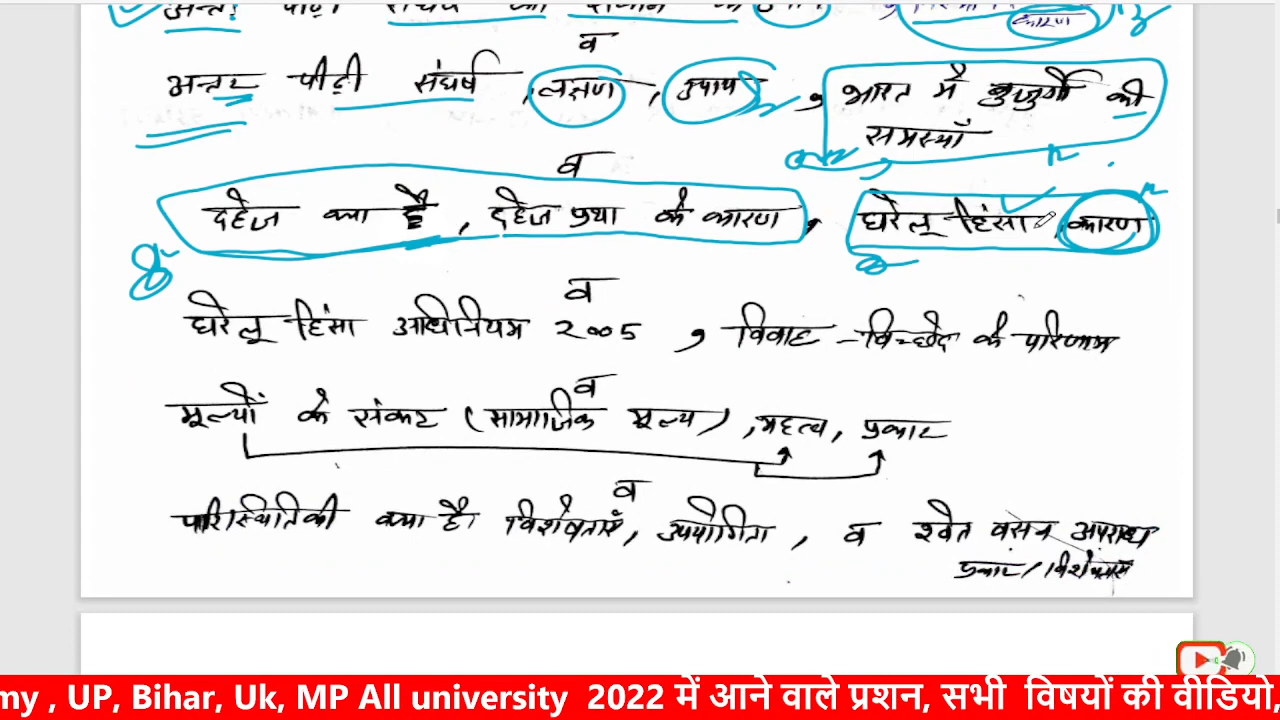 कारण
व
अन्तर पीढ़ी संघर्ष, लक्षण, उपाय, भारत में बुजुर्गों की
समस्याँ
व
दहेज क्या है, दहेज प्रथा के कारण, घरेलू हिंसा, कारण
व
घरेलू हिंसा अधिनियम 2005, विवाह-विच्छेद के परिणाम
व
मूल्यों के संकट (सामाजिक मूल्य), महत्व, प्रकार
व
पारिस्थितिकी क्या है। विशेषताएँ, उपयोगिता, व श्वेत वसन अपराध
प्रकार/विशेषताएँ
my , UP, Bihar, Uk, MP All university 2022 में आने वाले प्रशन, सभी विषयों की वीडियो,